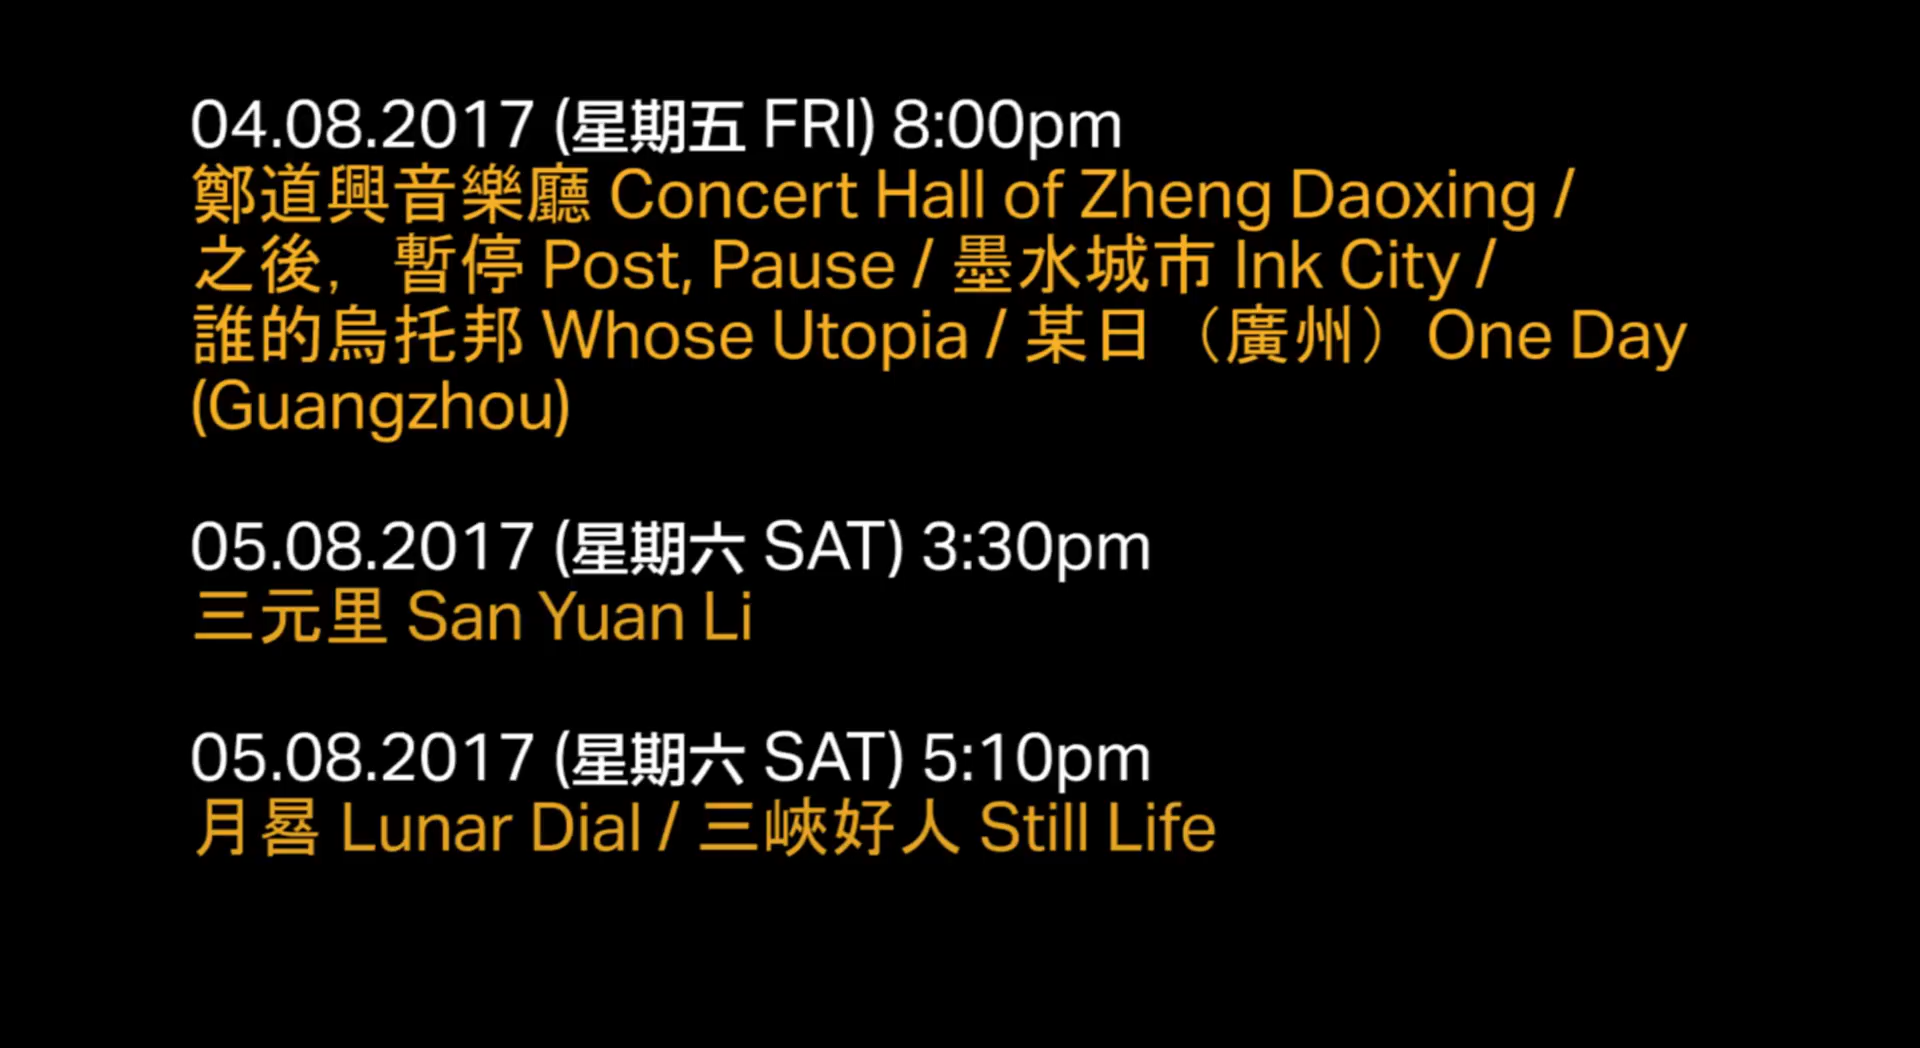 04.08.2017 (星期五 FRI) 8:00pm
鄭道興音樂廳 Concert Hall of Zheng Daoxing /
之後，暫停 Post, Pause / 墨水城市 Ink City /
誰的烏托邦 Whose Utopia / 某日（廣州）One Day
(Guangzhou)
05.08.2017 (星期六 SAT) 3:30pm
三元里 San Yuan Li
05.08.2017 (星期六 SAT) 5:10pm
月晷 Lunar Dial / 三峽好人 Still Life